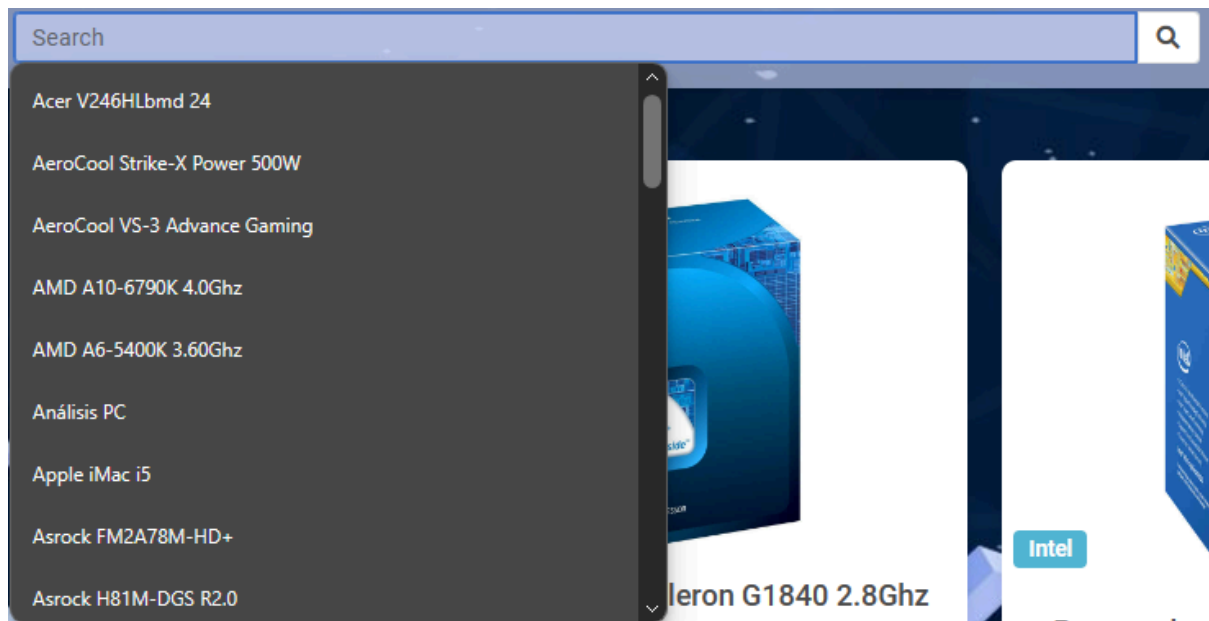 Search
Acer V246HLbmd 24
AeroCool Strike-X Power 500W
AeroCool VS-3 Advance Gaming
AMD A10-6790K 4.0Ghz
AMD A6-5400K 3.60Ghz
Análisis PC
Apple iMac i5
Asrock FM2A78M-HD+
Asrock H81M-DGS R2.0
leron G1840 2.8Ghz
Intel